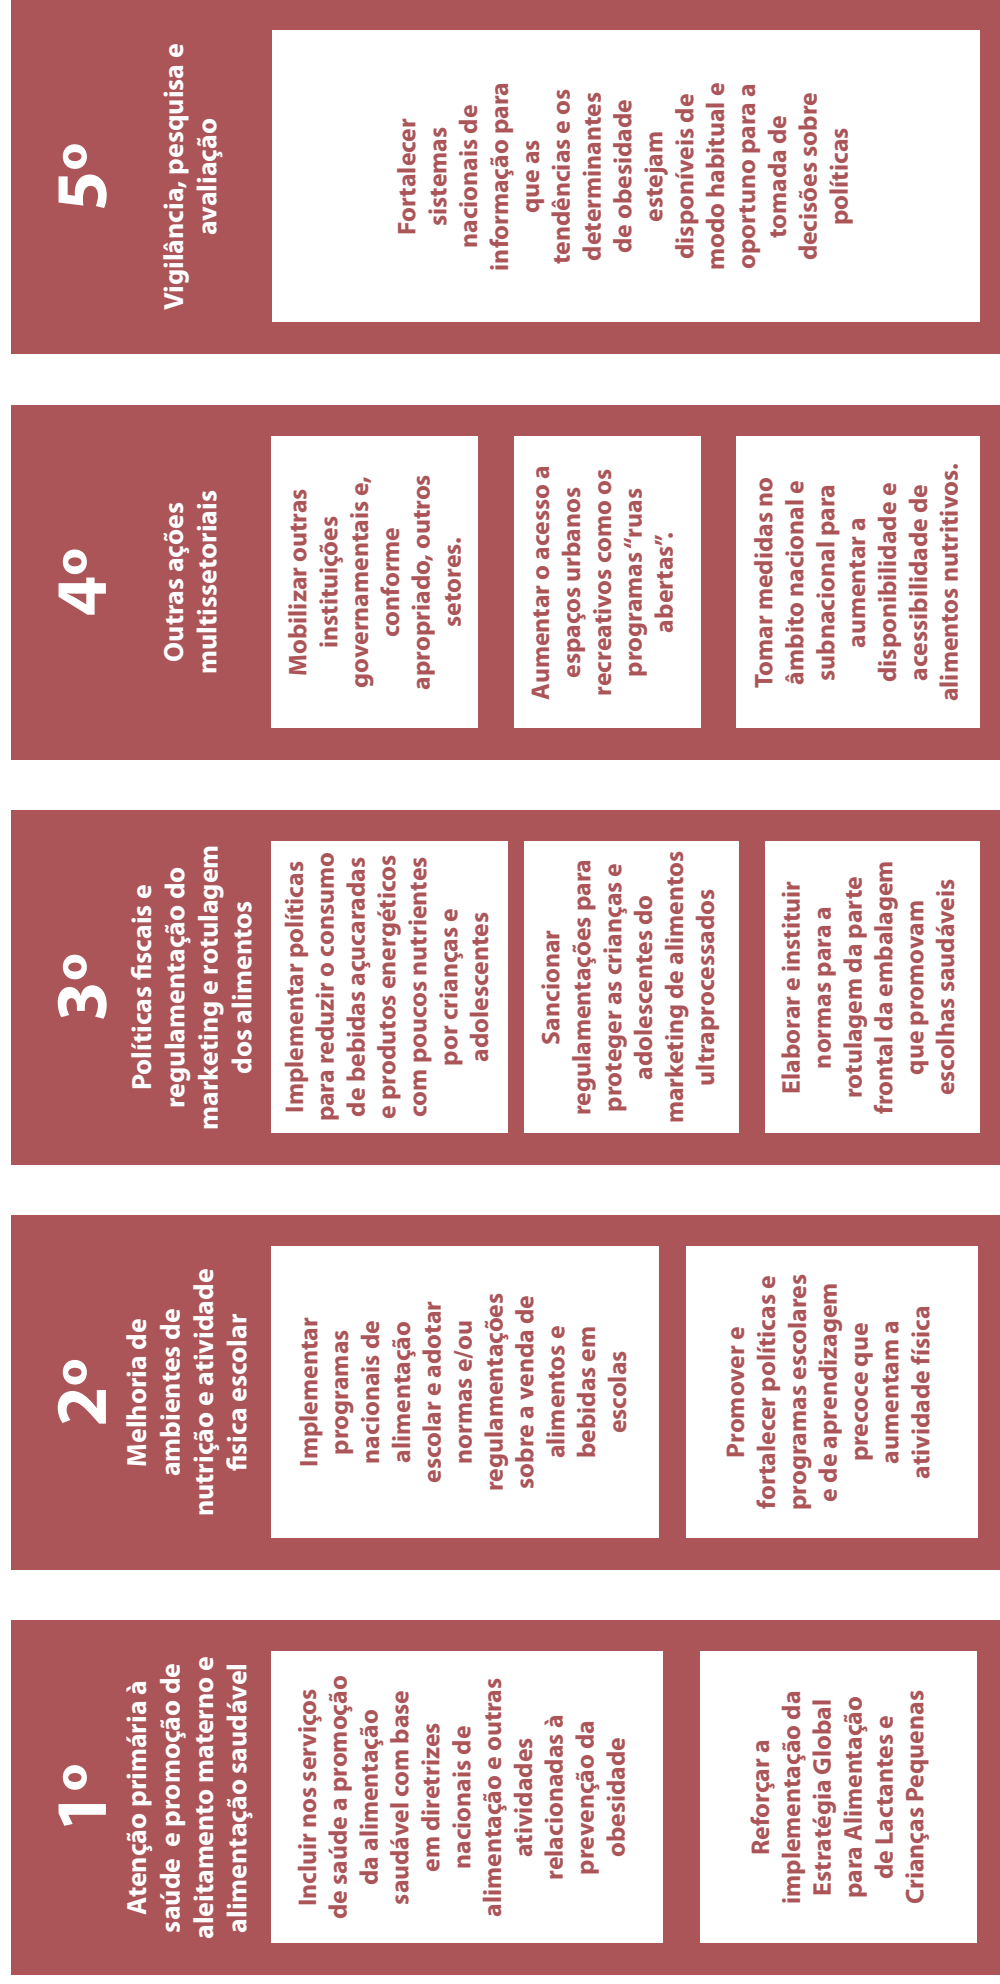 1º
Atenção primária à
saúde e promoção de
aleitamento materno e
alimentação saudável
Incluir nos serviços
de saúde a promoção
da alimentação
saudável com base
em diretrizes
nacionais de
alimentação e outras
atividades
relacionadas à
prevenção da
obesidade
Reforçar a
implementação da
Estratégia Global
para Alimentação
de Lactantes e
Crianças Pequenas
2º
Melhoria de
ambientes de
nutrição e atividade
física escolar
Implementar
programas
nacionais de
alimentação
escolar e adotar
normas e/ou
regulamentações
sobre a venda de
alimentos e
bebidas em
escolas
Promover e
fortalecer políticas e
programas escolares
e de aprendizagem
precoce que
aumentam a
atividade física
3º
Políticas fiscais e
regulamentação do
marketing e rotulagem
dos alimentos
Implementar políticas
para reduzir o consumo
de bebidas açucaradas
e produtos energéticos
com poucos nutrientes
por crianças e
adolescentes
Sancionar
regulamentações para
proteger as crianças e
adolescentes do
marketing de alimentos
ultraprocessados
Elaborar e instituir
normas para a
rotulagem da parte
frontal da embalagem
que promovam
escolhas saudáveis
4º
Outras ações
multissetoriais
Mobilizar outras
instituições
governamentais e,
conforme
apropriado, outros
setores.
Aumentar o acesso a
espaços urbanos
recreativos como os
programas “ruas
abertas”.
Tomar medidas no
âmbito nacional e
subnacional para
aumentar a
disponibilidade e
acessibilidade de
alimentos nutritivos.
5º
Vigilância, pesquisa e
avaliação
Fortalecer
sistemas
nacionais de
informação para
que as
tendências e os
determinantes
de obesidade
estejam
disponíveis de
modo habitual e
oportuno para a
tomada de
decisões sobre
políticas